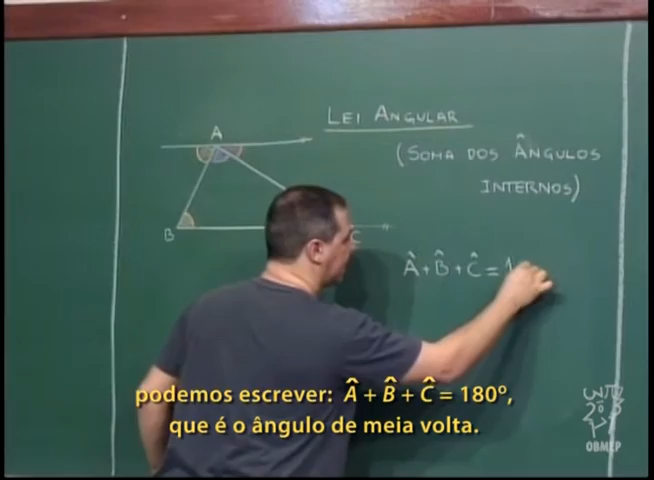 LEI ANGULAR
A
(SOMA DOS ÂNGULOS
INTERNOS)
B
C
Â + B̂ + Ĉ = 1
podemos escrever: Â + B̂ + Ĉ = 180º,
que é o ângulo de meia volta.
OBMEP